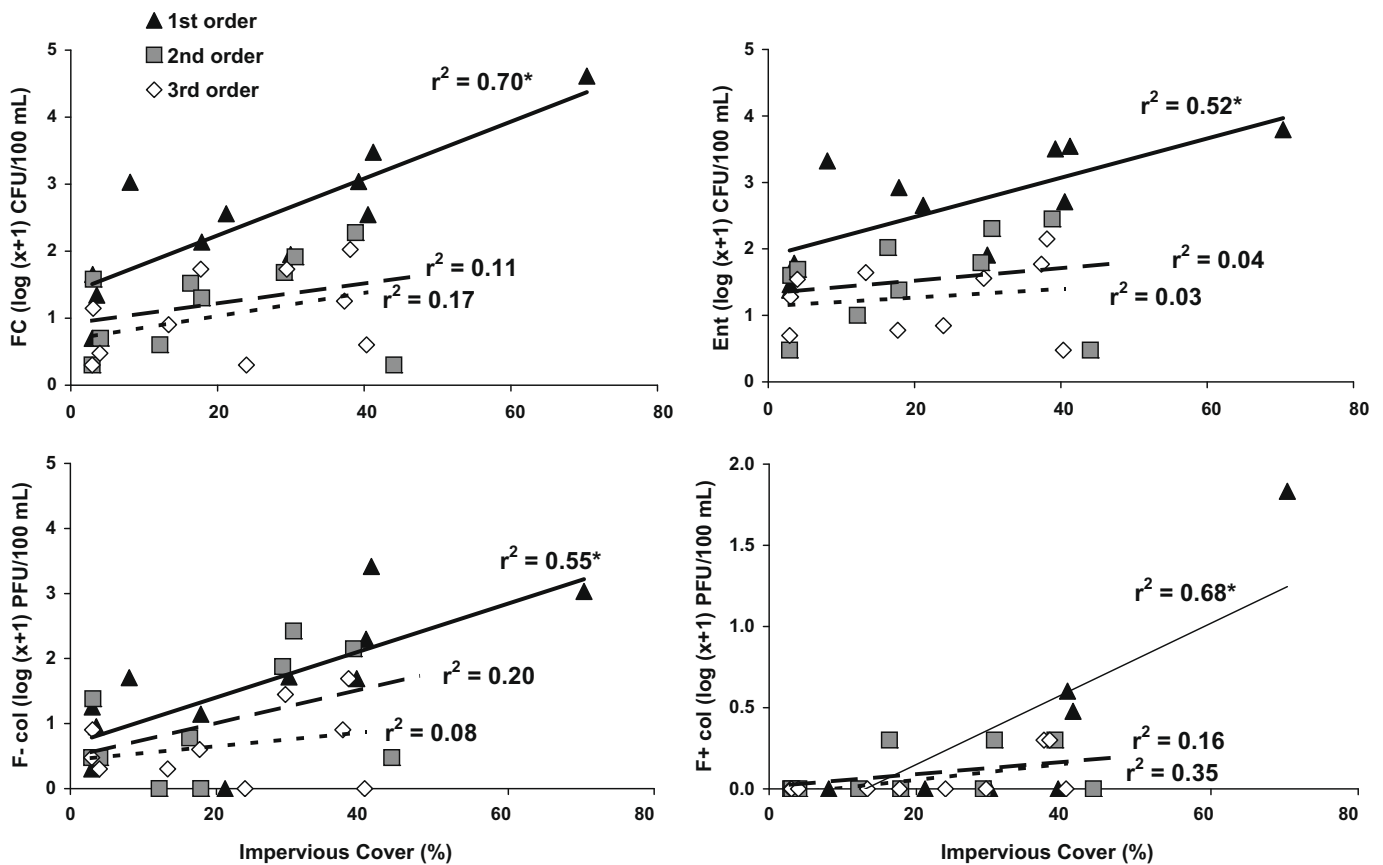 1st order
2nd order
3rd order
FC (log (x+1) CFU/100 mL)
5
4
3
2
1
0
r² = 0.70*
r² = 0.11
r² = 0.17
0 20 40 60 80
Ent (log (x+1) CFU/100 mL)
5
4
3
2
1
0
r² = 0.52*
r² = 0.04
r² = 0.03
0 20 40 60 80
F- col (log (x+1) PFU/100 mL)
5
4
3
2
1
0
r² = 0.55*
r² = 0.20
r² = 0.08
0 20 40 60 80
Impervious Cover (%)
F+ col (log (x+1) PFU/100 mL)
2.0
1.5
1.0
0.5
0.0
r² = 0.68*
r² = 0.16
r² = 0.35
0 20 40 60 80
Impervious Cover (%)